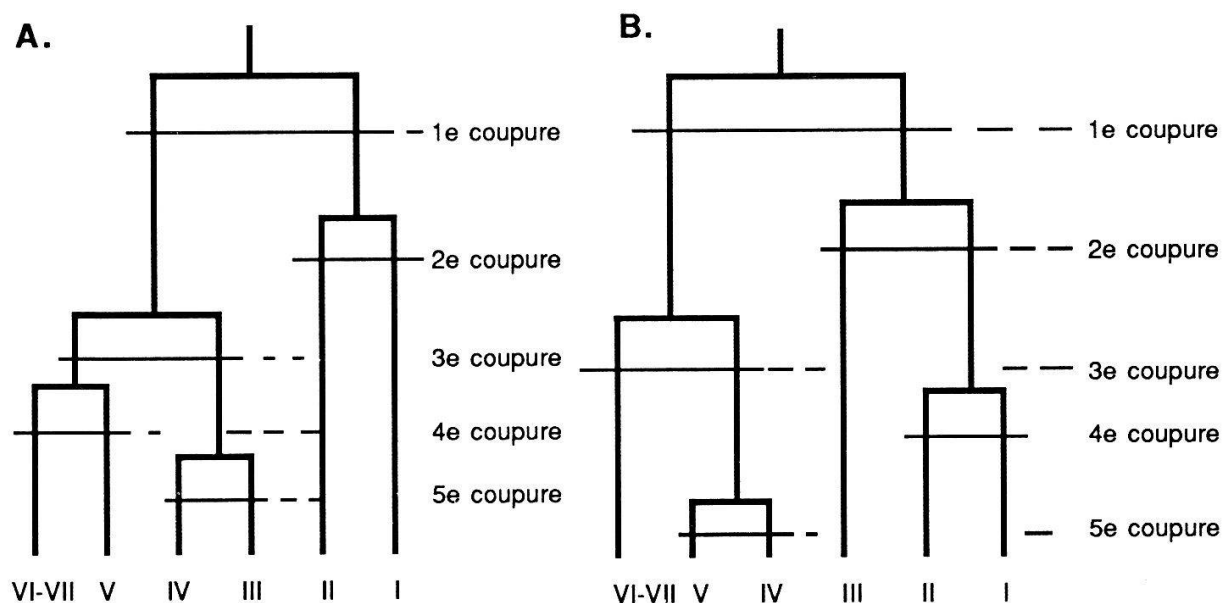 A.
1e coupure
2e coupure
3e coupure
4e coupure
5e coupure
VI-VII V IV III II I
B.
1e coupure
2e coupure
3e coupure
4e coupure
5e coupure
VI-VII V IV III II I